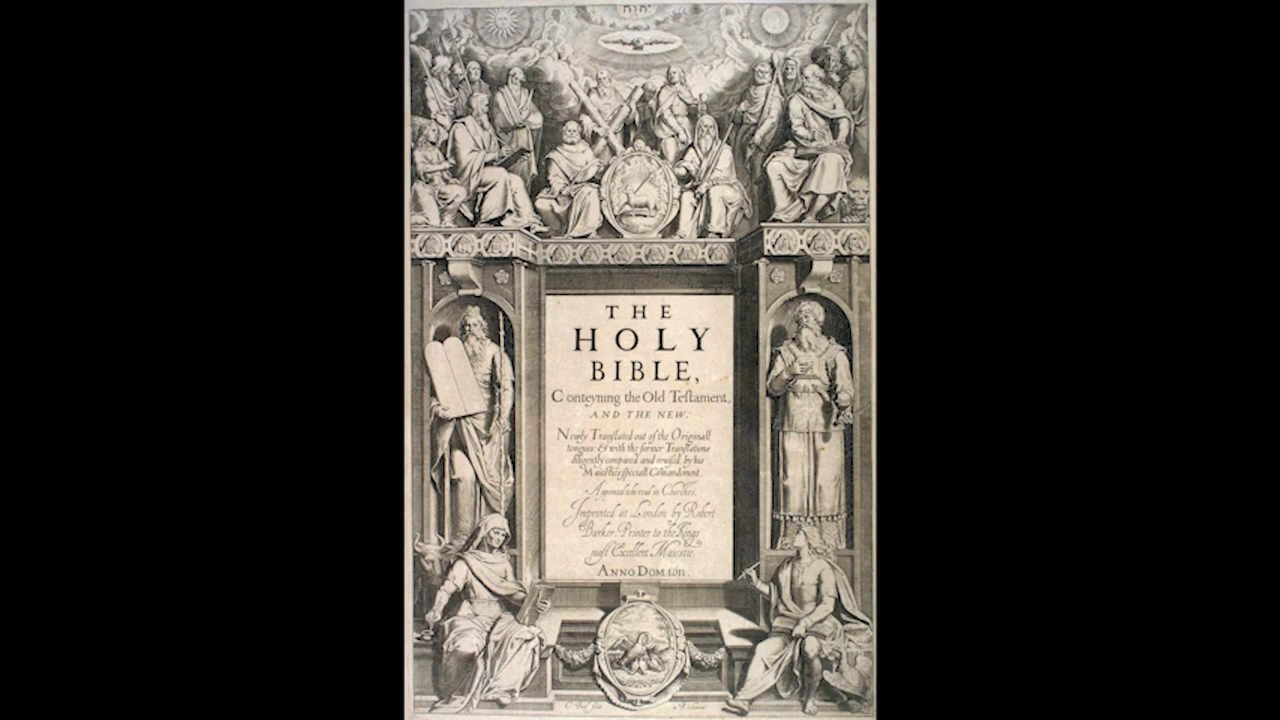 יהוה
THE
HOLY
BIBLE,
Conteyning the Old Teſtament,
AND THE NEW:
Newly Tranſlated out of the Originall
tongues: & with the former Tranſlations
diligently compared and reuiſed, by his
Maieſties ſpeciall Comandement.
Appointed to be read in Churches.
Imprinted at London by Robert
Barker, Printer to the Kings
moſt Excellent Maieſtie.
ANNO DOM. 1611.